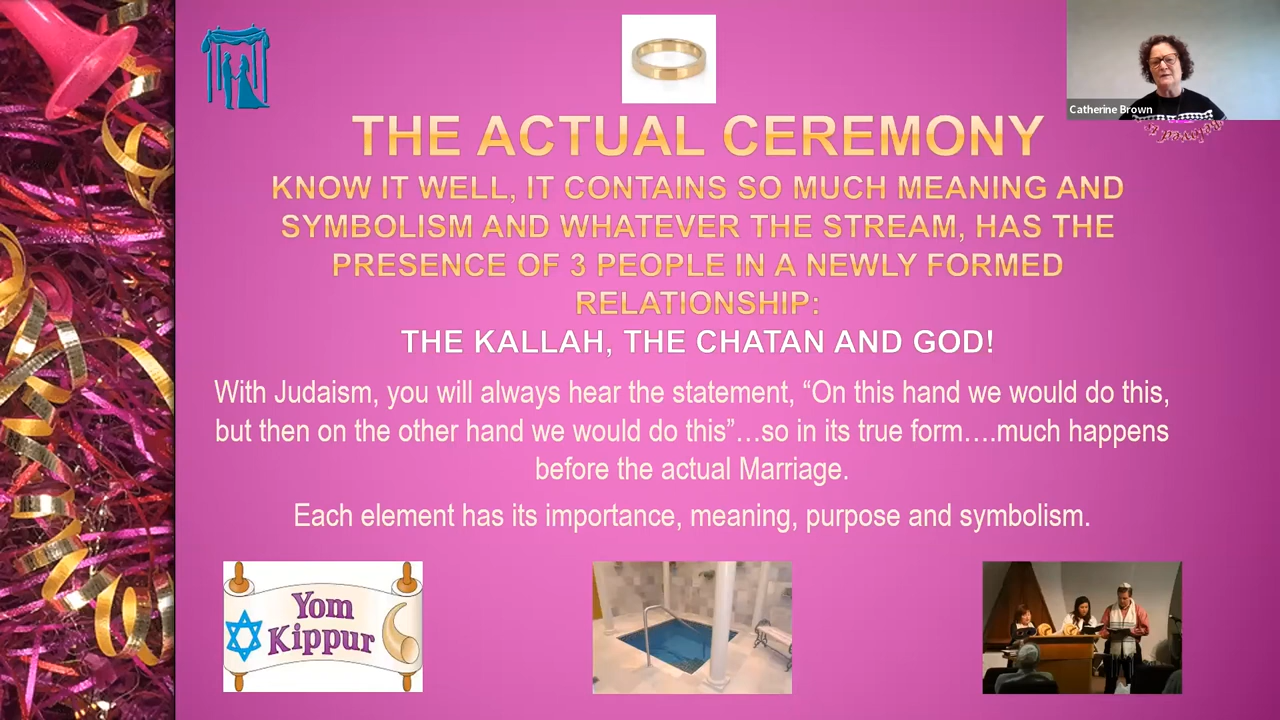 Catherine Brown
THE ACTUAL CEREMONY
KNOW IT WELL, IT CONTAINS SO MUCH MEANING AND
SYMBOLISM AND WHATEVER THE STREAM, HAS THE
PRESENCE OF 3 PEOPLE IN A NEWLY FORMED
RELATIONSHIP:
THE KALLAH, THE CHATAN AND GOD!
With Judaism, you will always hear the statement, “On this hand we would do this,
but then on the other hand we would do this”…so in its true form….much happens
before the actual Marriage.
Each element has its importance, meaning, purpose and symbolism.
Yom
Kippur